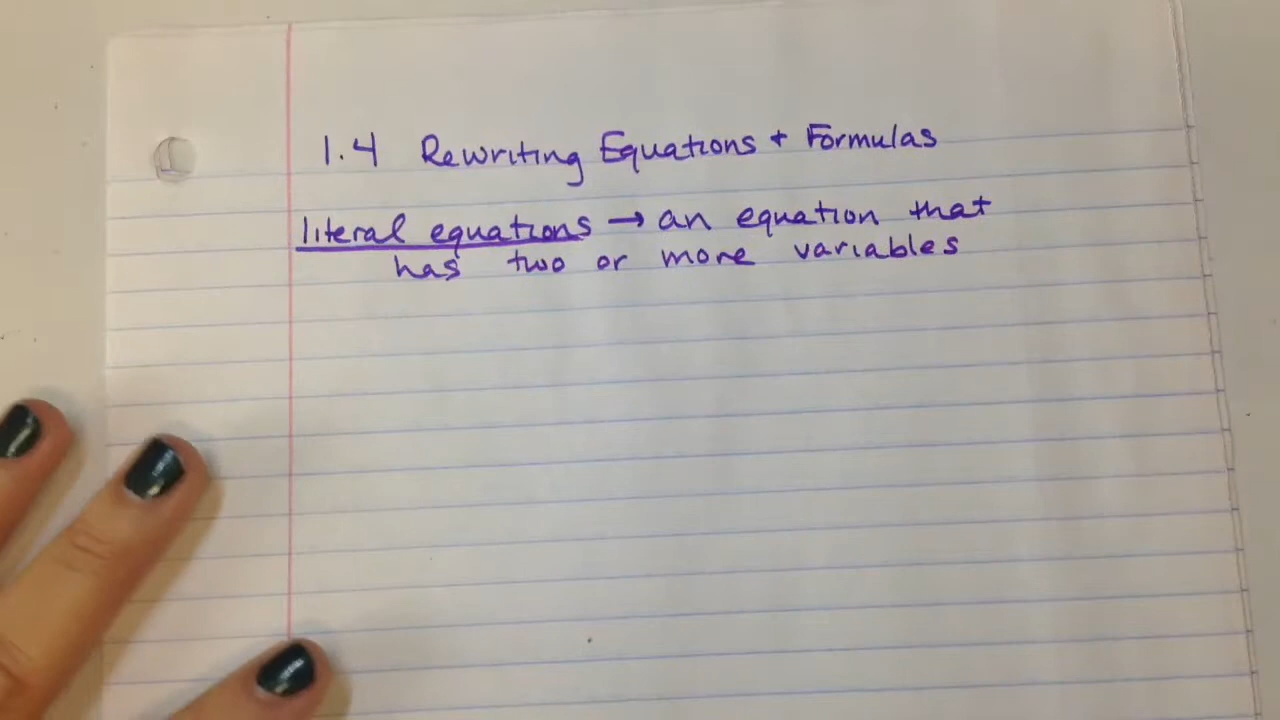 1.4 Rewriting Equations + Formulas
literal equations → an equation that
has two or more variables